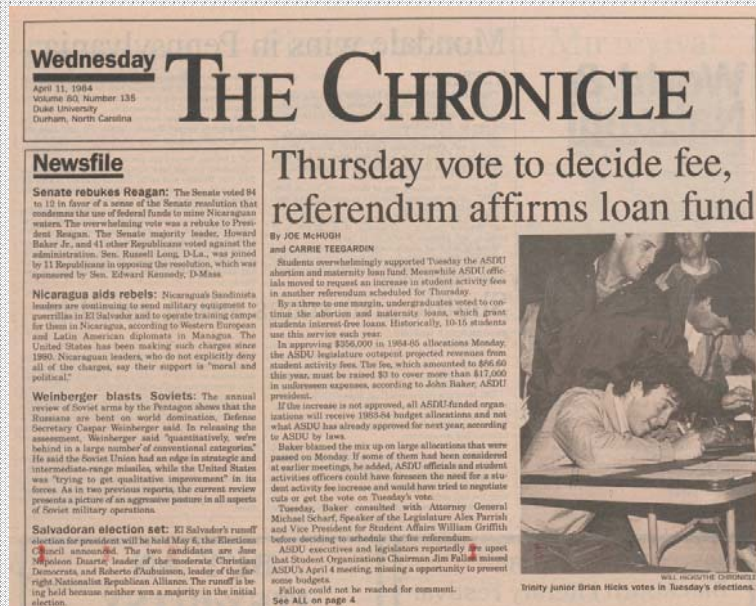 Wednesday
April 11, 1984
Volume 80, Number 135
Duke University
Durham, North Carolina
THE CHRONICLE
Newsfile
Senate rebukes Reagan: The Senate voted 84
to 12 in favor of a sense of the Senate resolution that
condemns the use of federal funds to mine Nicaraguan
waters. The overwhelming vote was a rebuke to Presi-
dent Reagan. The Senate majority leader, Howard
Baker Jr., and 41 other Republicans voted against the
administration. Sen. Russell Long, D-La., was joined
by 11 Republicans in opposing the resolution, which was
sponsored by Sen. Edward Kennedy, D-Mass.
Nicaragua aids rebels: Nicaragua's Sandinista
leaders are continuing to send military equipment to
guerrillas in El Salvador and to operate training camps
for them in Nicaragua, according to Western European
and Latin American diplomats in Managua. The
United States has been making such charges since
1980. Nicaraguan leaders, who do not explicitly deny
all of the charges, say their support is "moral and
political."
Weinberger blasts Soviets: The annual
review of Soviet arms by the Pentagon shows that the
Russians are bent on world domination, Defense
Secretary Caspar Weinberger said. In releasing the
assessment, Weinberger said "quantitatively, we're
behind in a large number of conventional categories."
He said the Soviet Union had an edge in strategic and
intermediate-range missiles, while the United States
was "trying to get qualitative improvement" in its
forces. As in two previous reports, the current review
presents a picture of an aggressive posture in all aspects
of Soviet military operations.
Salvadoran election set: El Salvador's runoff
election for president will be held May 6, the Elections
Council announced. The two candidates are Jose
Napoleon Duarte, leader of the moderate Christian
Democrats, and Roberto d'Aubuisson, leader of the far-
right Nationalist Republican Alliance. The runoff is be-
ing held because neither won a majority in the initial
election.
Thursday vote to decide fee,
referendum affirms loan fund
By JOE McHUGH
and CARRIE TEEGARDIN
Students overwhelmingly supported Tuesday the ASDU
abortion and maternity loan fund. Meanwhile ASDU offic-
ials moved to request an increase in student activity fees
in another referendum scheduled for Thursday.
By a three to one margin, undergraduates voted to con-
tinue the abortion and maternity loans, which grant
students interest-free loans. Historically, 10-15 students
use this service each year.
In approving $356,000 in 1984-85 allocations Monday,
the ASDU legislature outspent projected revenues from
student activity fees. The fee, which amounted to $66.60
this year, must be raised $3 to cover more than $17,000
in unforeseen expenses, according to John Baker, ASDU
president.
If the increase is not approved, all ASDU-funded organ-
izations will receive 1983-84 budget allocations and not
what ASDU has already approved for next year, according
to ASDU by laws.
Baker blamed the mix up on large allocations that were
passed on Monday. If some of them had been considered
at earlier meetings, he added, ASDU officials and student
activities officers could have foreseen the need for a stu-
dent activity fee increase and would have tried to negotiate
cuts or get the vote on Tuesday's vote.
Tuesday, Baker consulted with Attorney General
Michael Scharf, Speaker of the Legislature Alex Parrish
and Vice President for Student Affairs William Griffith
before deciding to schedule the fee referendum.
ASDU executives and legislators reportedly are upset
that Student Organizations Chairman Jim Fallon missed
ASDU's April 4 meeting, missing a opportunity to present
some budgets.
Fallon could not be reached for comment.
See ALL on page 4
WILL HICKS/THE CHRONICLE
Trinity junior Brian Hicks votes in Tuesday's elections.